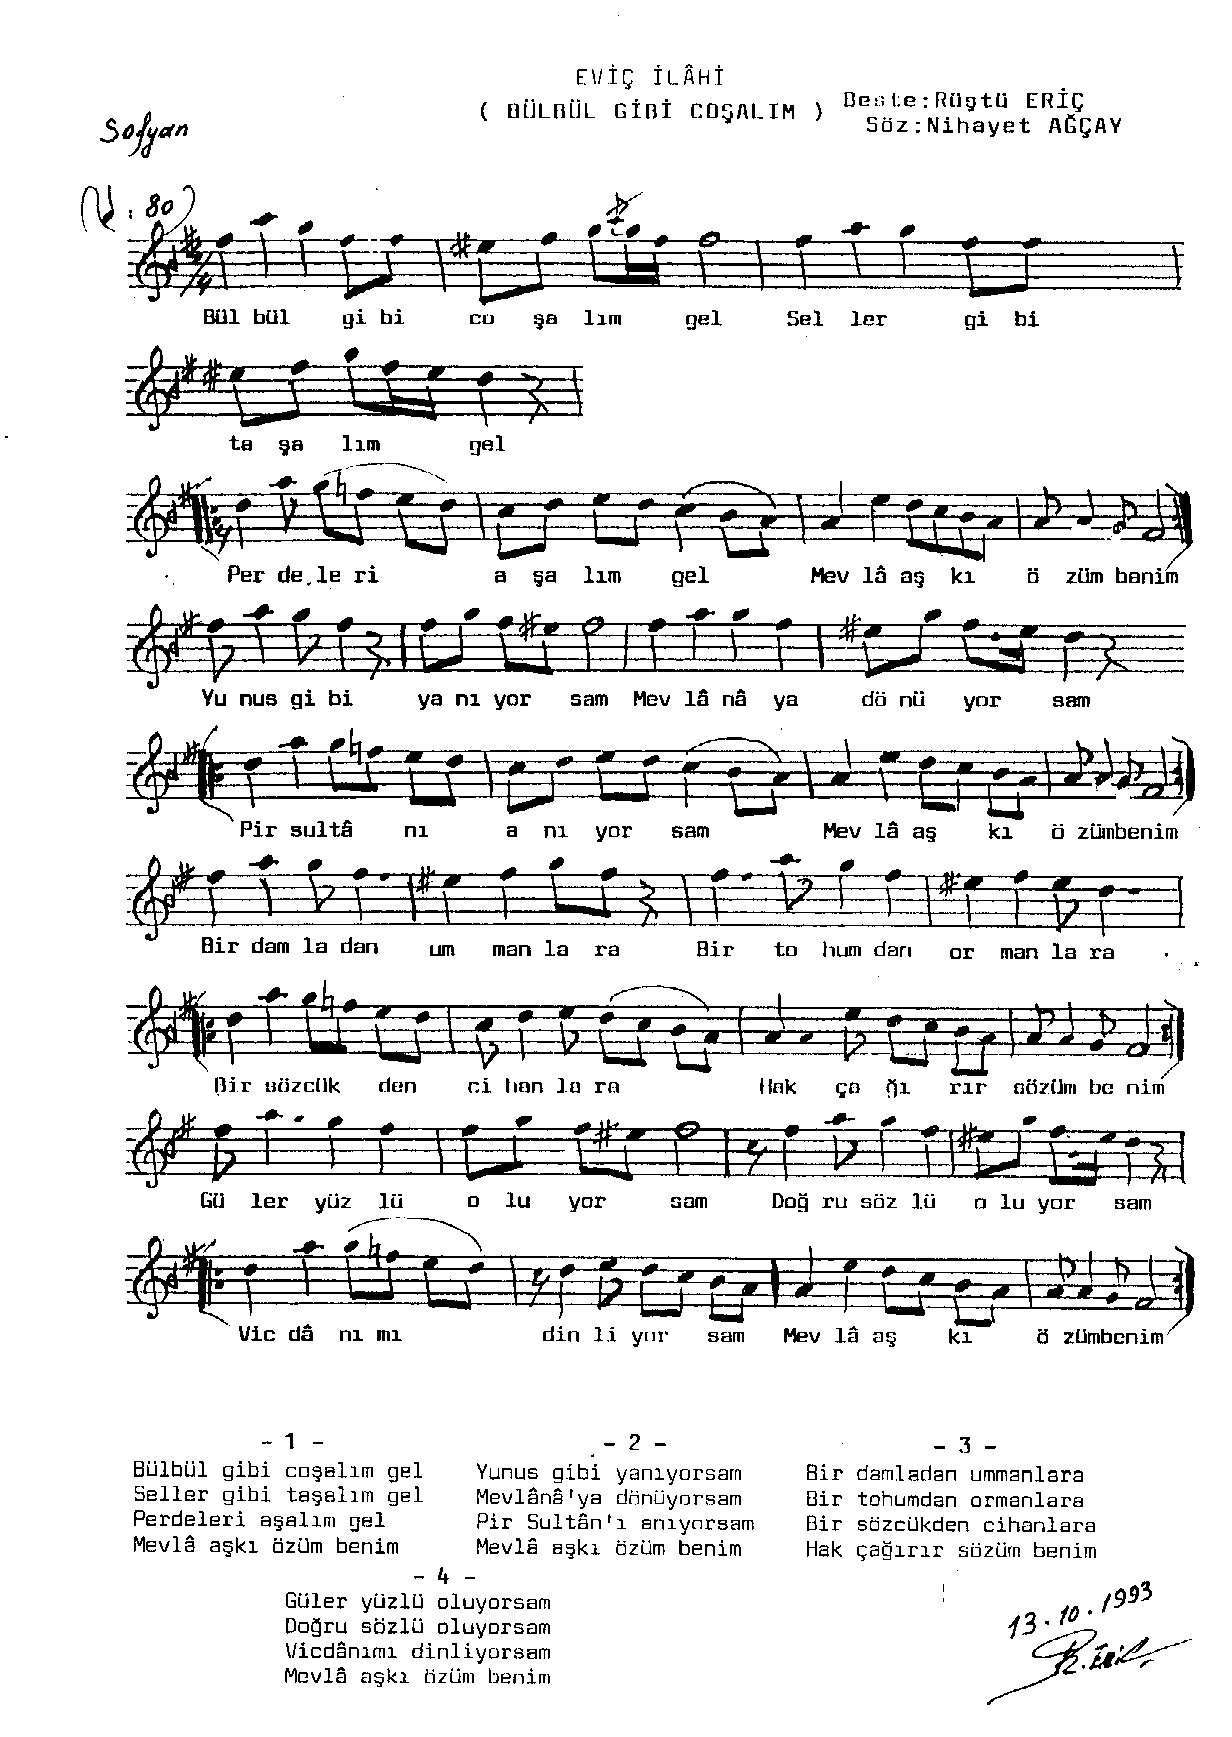 EVİÇ İLÂHİ
( BÜLBÜL GİBİ COŞALIM )
Beste:Rüştü ERİÇ
Söz:Nihayet AĞÇAY
Sofyan
: 80
Bül bül gi bi co şa lım gel Sel ler gi bi
ta şa lım gel
Per de le ri a şa lım gel Mev lâ aş kı ö züm benim
Yu nus gi bi ya nı yor sam Mev lâ nâ ya dö nü yor sam
Pir sultâ nı a nı yor sam Mev lâ aş kı ö zümbenim
Bir dam la dan um man la ra Bir to hum dan or man la ra
Bir sözcük den ci han la ra Hak ça ğı rır sözüm be nim
Gü ler yüz lü o lu yor sam Doğ ru söz lü o lu yor sam
Vic dâ nı mı din li yor sam Mev lâ aş kı ö zümbenim
- 1 -
Bülbül gibi coşalım gel
Seller gibi taşalım gel
Perdeleri aşalım gel
Mevlâ aşkı özüm benim
- 2 -
Yunus gibi yanıyorsam
Mevlânâ'ya dönüyorsam
Pir Sultân'ı anıyorsam
Mevlâ aşkı özüm benim
- 3 -
Bir damladan ummanlara
Bir tohumdan ormanlara
Bir sözcükden cihanlara
Hak çağırır sözüm benim
- 4 -
Güler yüzlü oluyorsam
Doğru sözlü oluyorsam
Vicdânımı dinliyorsam
Mevlâ aşkı özüm benim
13.10.1993
R.Eriç